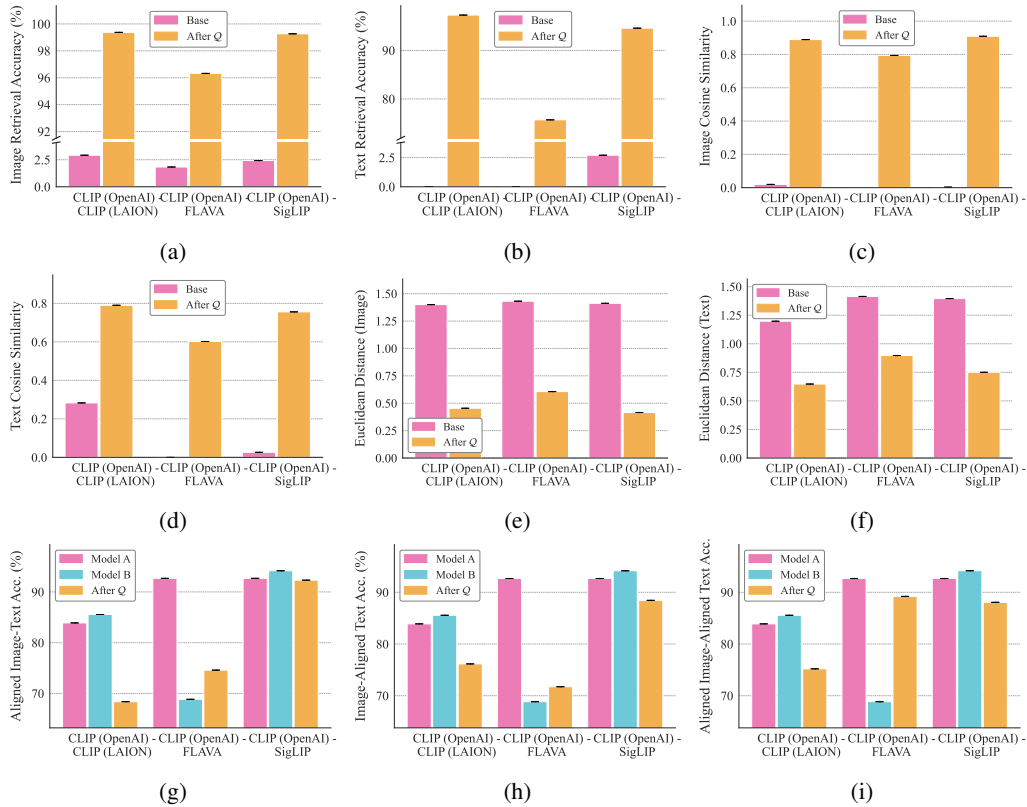 Image Retrieval Accuracy (%)
100
98
96
94
92
2.5
0.0
Base
After Q
CLIP (OpenAI) -CLIP (OpenAI) -CLIP (OpenAI) -
CLIP (LAION) FLAVA SigLIP
(a)
Text Retrieval Accuracy (%)
90
80
2.5
0.0
Base
After Q
CLIP (OpenAI) -CLIP (OpenAI) -CLIP (OpenAI) -
CLIP (LAION) FLAVA SigLIP
(b)
Image Cosine Similarity
1.0
0.8
0.6
0.4
0.2
0.0
Base
After Q
CLIP (OpenAI) -CLIP (OpenAI) -CLIP (OpenAI) -
CLIP (LAION) FLAVA SigLIP
(c)
Text Cosine Similarity
0.8
0.6
0.4
0.2
0.0
Base
After Q
CLIP (OpenAI) -CLIP (OpenAI) -CLIP (OpenAI) -
CLIP (LAION) FLAVA SigLIP
(d)
Euclidean Distance (Image)
1.50
1.25
1.00
0.75
0.50
0.25
0.00
Base
After Q
CLIP (OpenAI) -CLIP (OpenAI) -CLIP (OpenAI) -
CLIP (LAION) FLAVA SigLIP
(e)
Euclidean Distance (Text)
1.50
1.25
1.00
0.75
0.50
0.25
0.00
Base
After Q
CLIP (OpenAI) -CLIP (OpenAI) -CLIP (OpenAI) -
CLIP (LAION) FLAVA SigLIP
(f)
Aligned Image-Text Acc. (%)
90
80
70
Model A
Model B
After Q
CLIP (OpenAI) -CLIP (OpenAI) -CLIP (OpenAI) -
CLIP (LAION) FLAVA SigLIP
(g)
Image-Aligned Text Acc. (%)
90
80
70
Model A
Model B
After Q
CLIP (OpenAI) -CLIP (OpenAI) -CLIP (OpenAI) -
CLIP (LAION) FLAVA SigLIP
(h)
Aligned Image-Aligned Text Acc.
90
80
70
Model A
Model B
After Q
CLIP (OpenAI) -CLIP (OpenAI) -CLIP (OpenAI) -
CLIP (LAION) FLAVA SigLIP
(i)